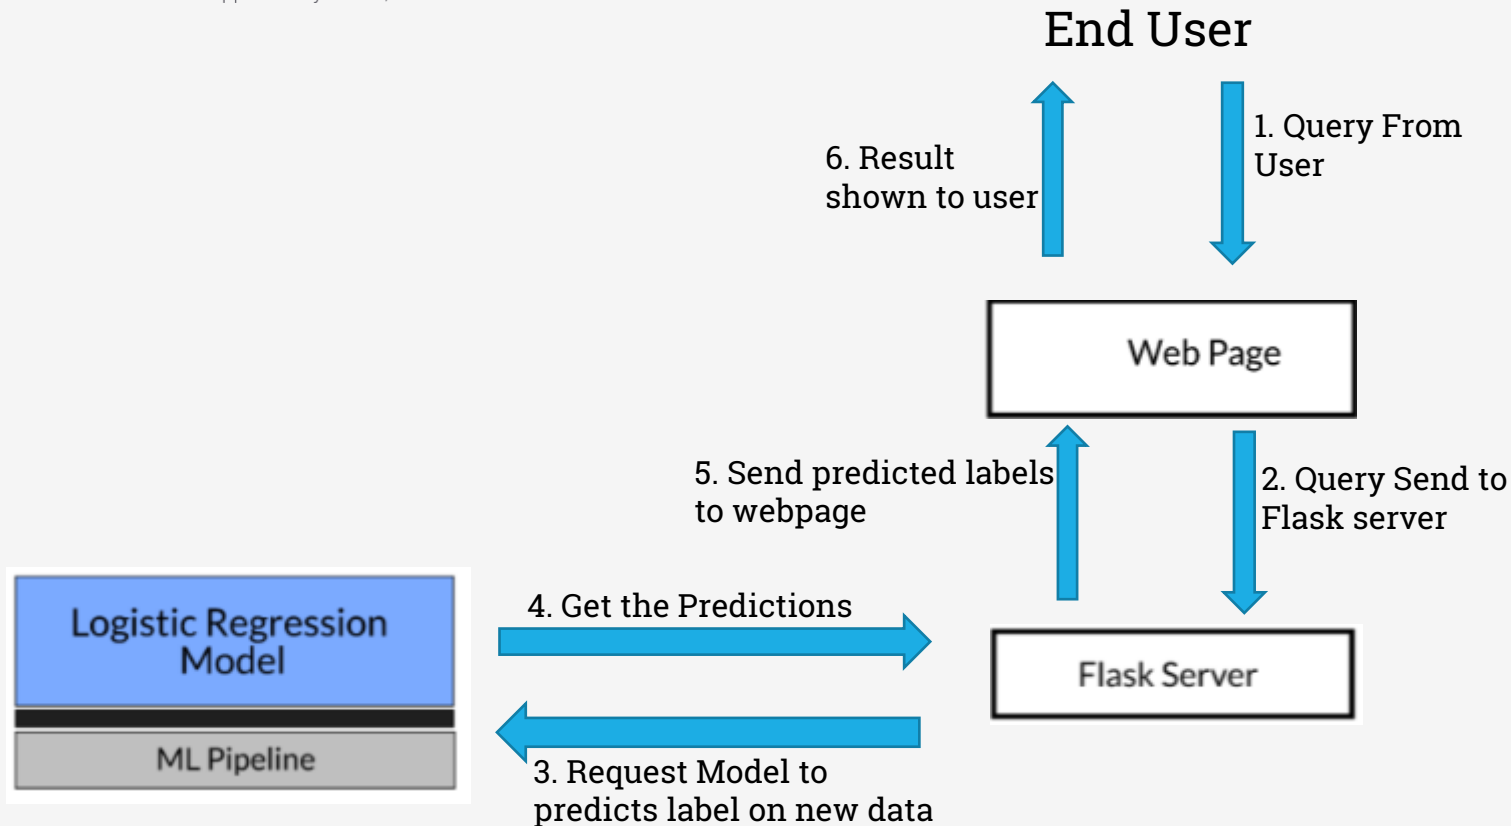 End User
1. Query From
User
6. Result
shown to user
Web Page
5. Send predicted labels
to webpage
2. Query Send to
Flask server
Logistic Regression
Model
ML Pipeline
4. Get the Predictions
Flask Server
3. Request Model to
predicts label on new data